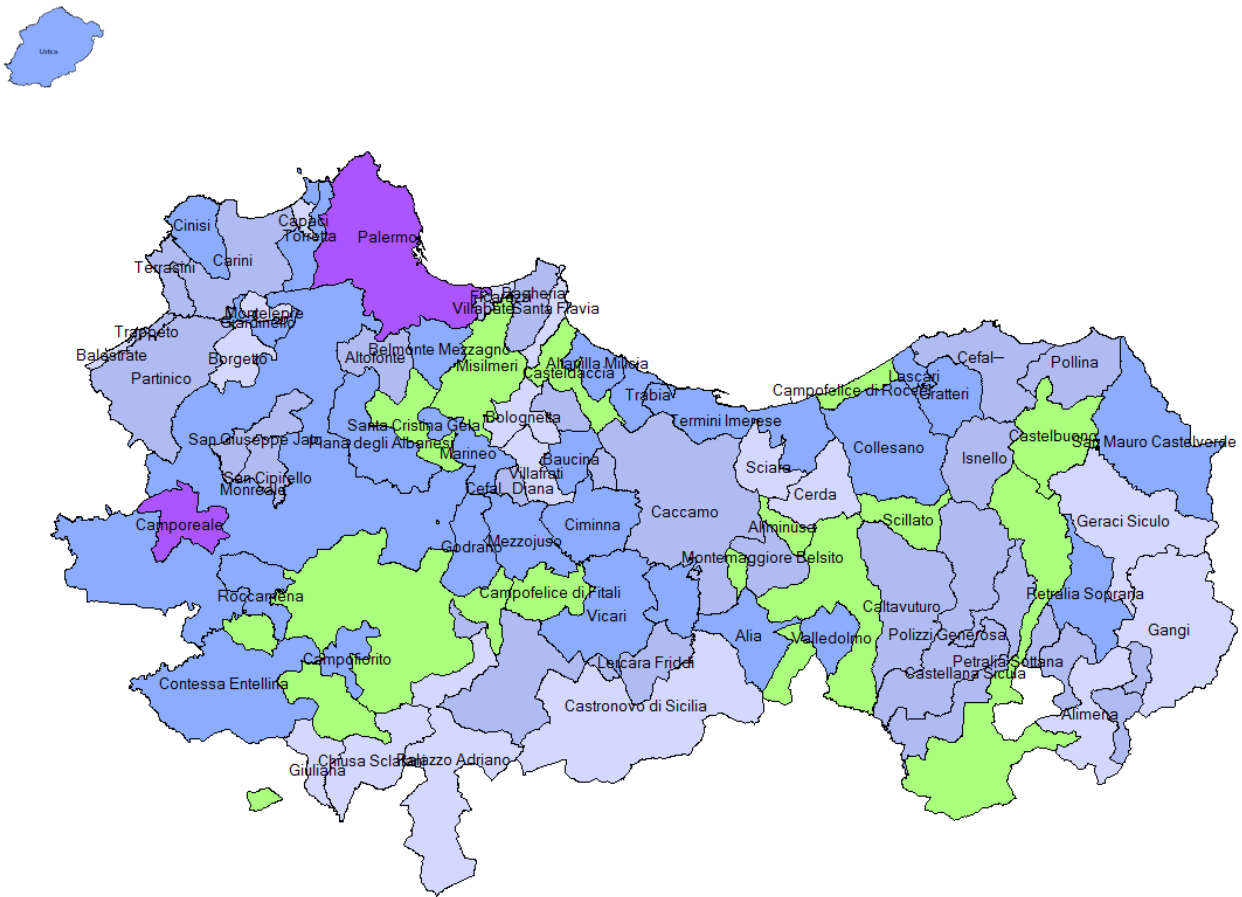 Ustica
Cinisi
Capaci
Torretta
Palermo
Terrasini
Carini
Bagheria
Ficarazzi
Villabate
Santa Flavia
Montelepre
Giardinello
Trappeto
Balestrate
Borgetto
Partinico
Altofonte
Belmonte Mezzagno
Misilmeri
Altavilla Milicia
Casteldaccia
Trabia
Termini Imerese
Campofelice di Roccella
Lascari
Gratteri
Cefal
Pollina
Santa Cristina Gela
Bolognetta
San Giuseppe Jato
Piana degli Albanesi
Marineo
Baucina
Villafrati
Cefal Diana
San Cipirello
Monreale
Sciara
Cerda
Collesano
Isnello
Castelbuono
San Mauro Castelverde
Camporeale
Ciminna
Caccamo
Aliminusa
Scillato
Geraci Siculo
Godrano
Mezzojuso
Montemaggiore Belsito
Roccamena
Campofelice di Fitali
Vicari
Caltavuturo
Petralia Soprana
Alia
Valledolmo
Polizzi Generosa
Gangi
Campofiorito
Lercara Friddi
Petralia Sottana
Castellana Sicula
Contessa Entellina
Castronovo di Sicilia
Alimena
Giuliana
Chiusa Sclafani
Palazzo Adriano